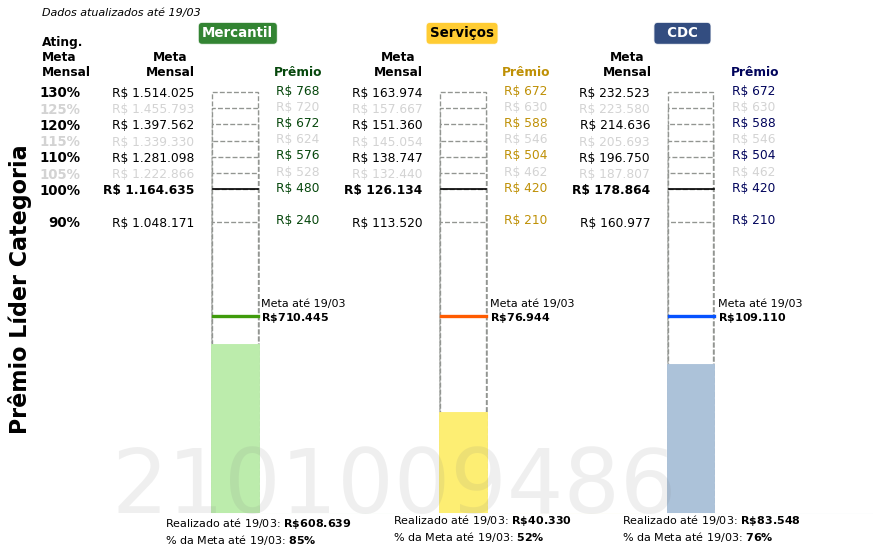 Dados atualizados até 19/03
Mercantil Serviços CDC
Ating. Meta Mensal
Meta Mensal Prêmio Meta Mensal Prêmio Meta Mensal Prêmio
130% R$ 1.514.025 R$ 768 R$ 163.974 R$ 672 R$ 232.523 R$ 672
125% R$ 1.455.793 R$ 720 R$ 157.667 R$ 630 R$ 223.580 R$ 630
120% R$ 1.397.562 R$ 672 R$ 151.360 R$ 588 R$ 214.636 R$ 588
115% R$ 1.339.330 R$ 624 R$ 145.054 R$ 546 R$ 205.693 R$ 546
110% R$ 1.281.098 R$ 576 R$ 138.747 R$ 504 R$ 196.750 R$ 504
105% R$ 1.222.866 R$ 528 R$ 132.440 R$ 462 R$ 187.807 R$ 462
100% R$ 1.164.635 R$ 480 R$ 126.134 R$ 420 R$ 178.864 R$ 420
90% R$ 1.048.171 R$ 240 R$ 113.520 R$ 210 R$ 160.977 R$ 210
Prêmio Líder Categoria
Meta até 19/03 Meta até 19/03 Meta até 19/03
R$710.445 R$76.944 R$109.110
2101009486
Realizado até 19/03: R$608.639 Realizado até 19/03: R$40.330 Realizado até 19/03: R$83.548
% da Meta até 19/03: 85% % da Meta até 19/03: 52% % da Meta até 19/03: 76%